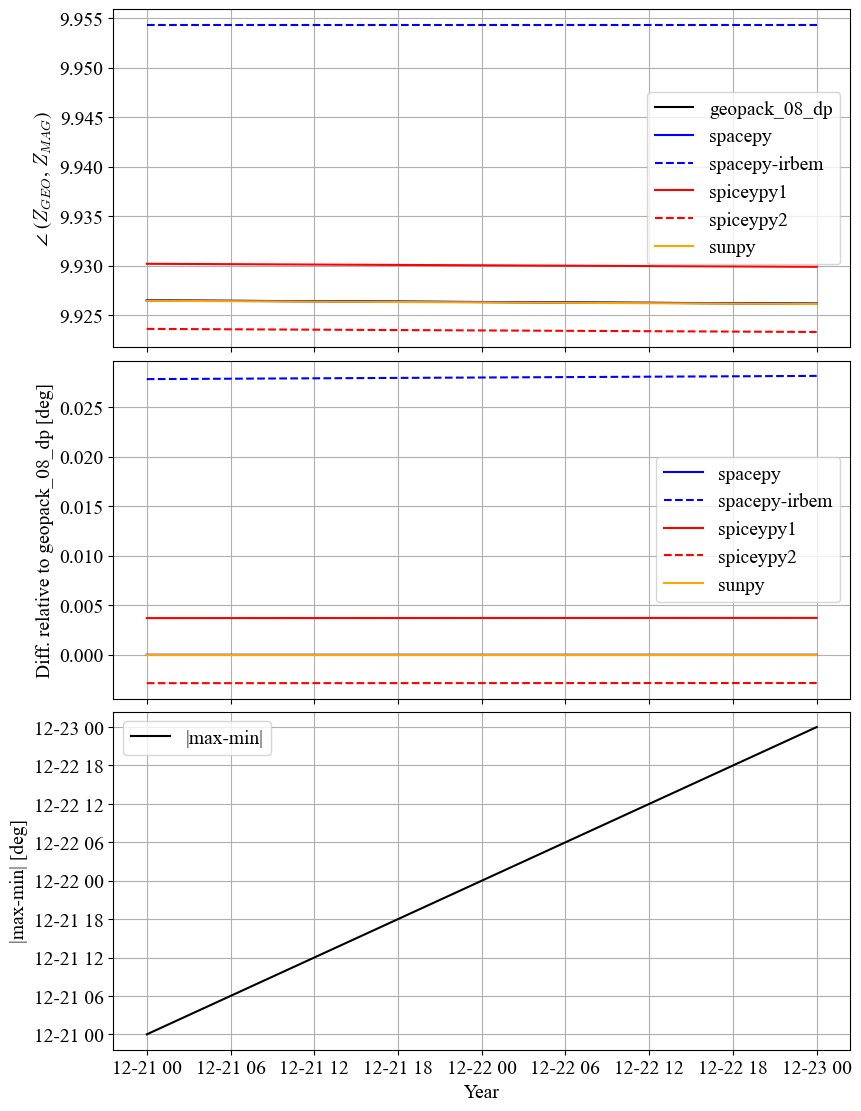 9.955
9.950
9.945
9.940
9.935
9.930
9.925
∠(Z_GEO, Z_MAG)
geopack_08_dp
spacepy
spacepy-irbem
spiceypy1
spiceypy2
sunpy
0.025
0.020
0.015
0.010
0.005
0.000
Diff. relative to geopack_08_dp [deg]
spacepy
spacepy-irbem
spiceypy1
spiceypy2
sunpy
12-23 00
12-22 18
12-22 12
12-22 06
12-22 00
12-21 18
12-21 12
12-21 06
12-21 00
|max-min| [deg]
|max-min|
12-21 00 12-21 06 12-21 12 12-21 18 12-22 00 12-22 06 12-22 12 12-22 18 12-23 00
Year